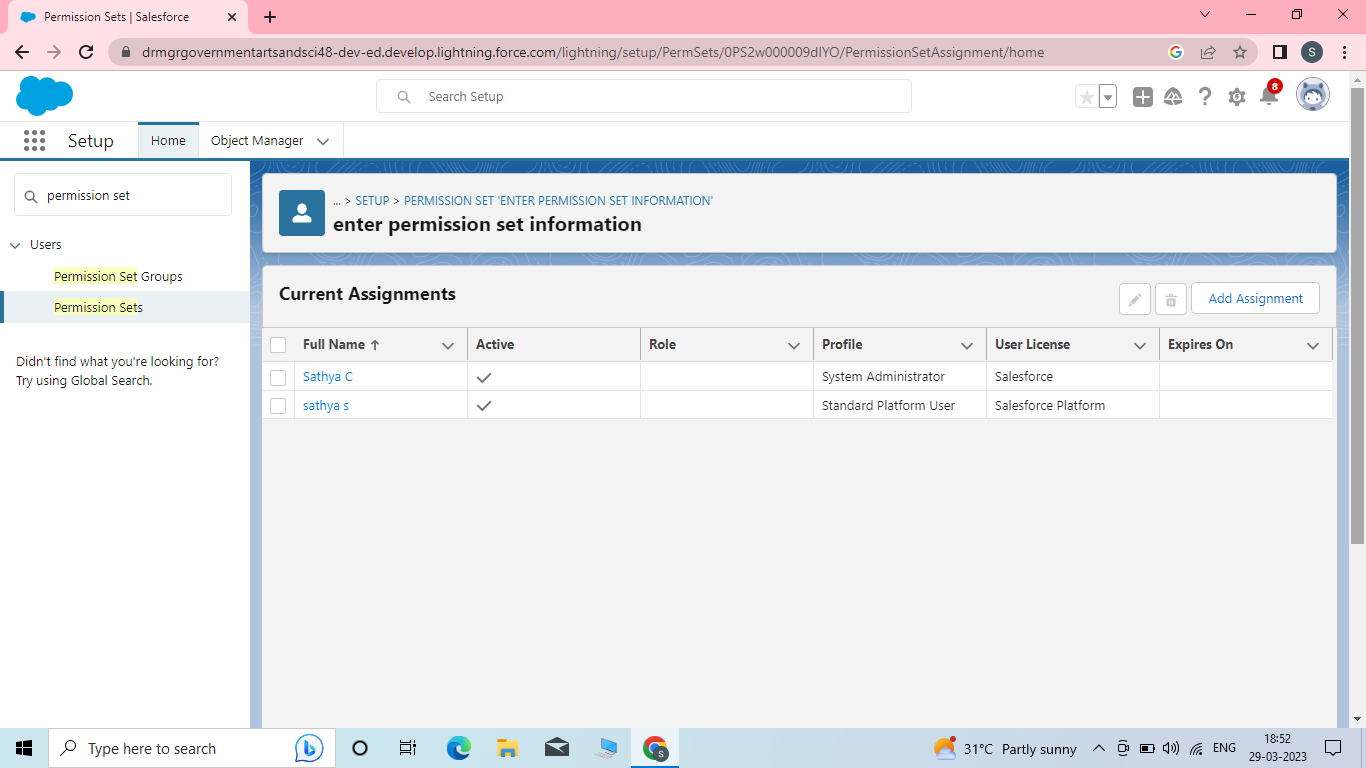 Permission Sets | Salesforce
drmgrgovernmentartsandsci48-dev-ed.develop.lightning.force.com/lightning/setup/PermSets/0PS2w000009dIYO/PermissionSetAssignment/home
S
Search Setup
8
Setup
Home
Object Manager
permission set
Users
Permission Set Groups
Permission Sets
Didn't find what you're looking for?
Try using Global Search.
... > SETUP > PERMISSION SET 'ENTER PERMISSION SET INFORMATION'
enter permission set information
Current Assignments
Add Assignment
Full Name Active Role Profile User License Expires On
Sathya C System Administrator Salesforce
sathya s Standard Platform User Salesforce Platform
Type here to search
S
31°C Partly sunny
ENG
18:52
29-03-2023